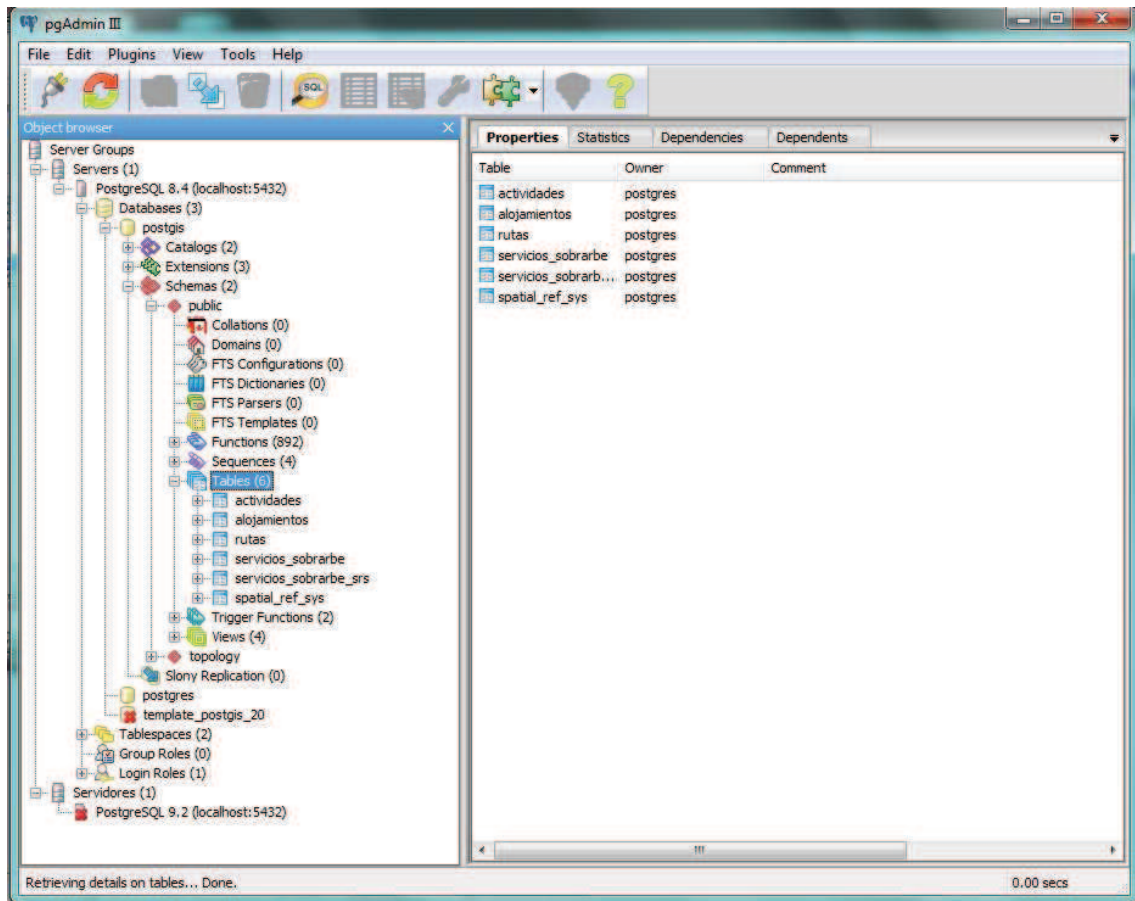 pgAdmin III
File Edit Plugins View Tools Help
SQL
Object browser
Server Groups
Servers (1)
PostgreSQL 8.4 (localhost:5432)
Databases (3)
postgis
Catalogs (2)
Extensions (3)
Schemas (2)
public
Collations (0)
Domains (0)
FTS Configurations (0)
FTS Dictionaries (0)
FTS Parsers (0)
FTS Templates (0)
Functions (892)
Sequences (4)
Tables (6)
actividades
alojamientos
rutas
servicios_sobrarbe
servicios_sobrarbe_srs
spatial_ref_sys
Trigger Functions (2)
Views (4)
topology
Slony Replication (0)
postgres
template_postgis_20
Tablespaces (2)
Group Roles (0)
Login Roles (1)
Servidores (1)
PostgreSQL 9.2 (localhost:5432)
Properties Statistics Dependencies Dependents
Table Owner Comment
actividades postgres
alojamientos postgres
rutas postgres
servicios_sobrarbe postgres
servicios_sobrarb... postgres
spatial_ref_sys postgres
Retrieving details on tables... Done. 0.00 secs